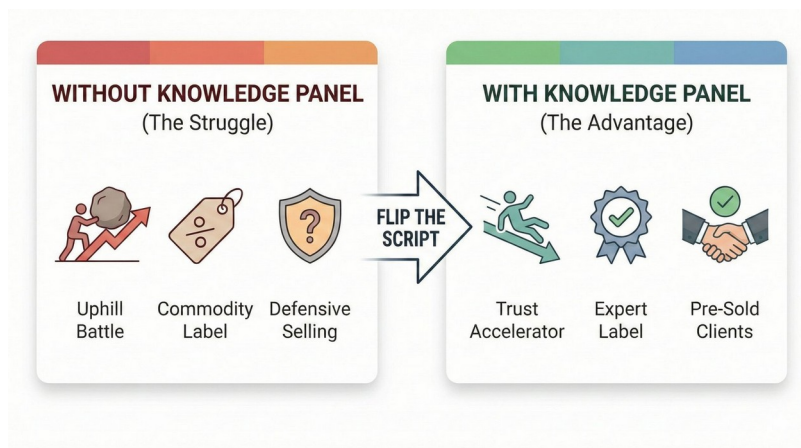 WITHOUT KNOWLEDGE PANEL
(The Struggle)
Uphill
Battle
Commodity
Label
Defensive
Selling
FLIP THE
SCRIPT
WITH KNOWLEDGE PANEL
(The Advantage)
Trust
Accelerator
Expert
Label
Pre-Sold
Clients